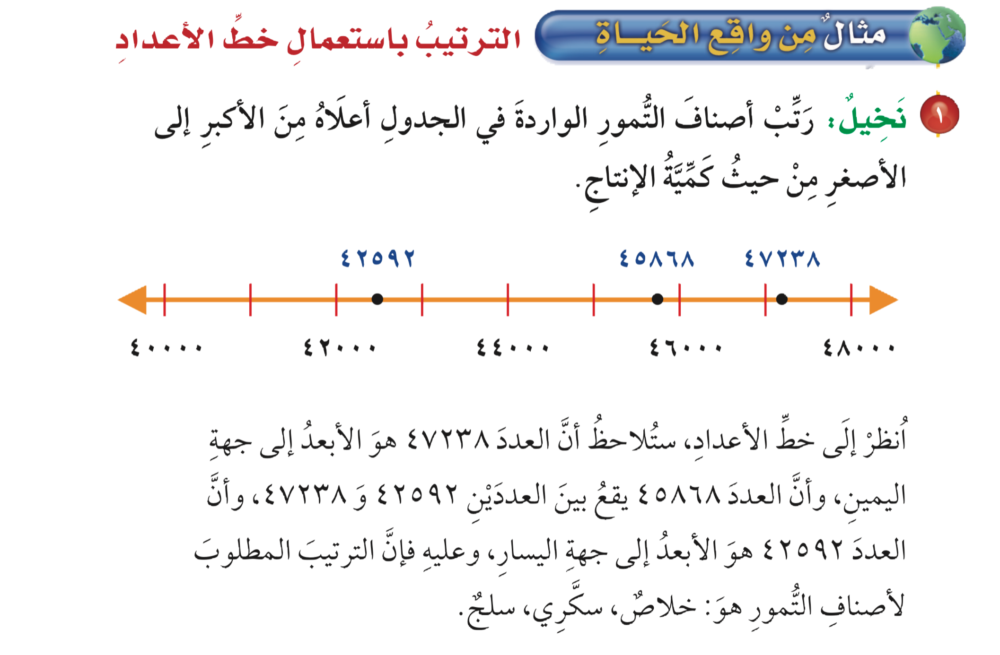 مثالٌ مِن واقِع الحَيـاةِ الترتيبُ باستعمالِ خطِّ الأعدادِ
١ نَخِيلٌ: رَتِّبْ أصنافَ التُّمورِ الواردةَ في الجدولِ أعلَاهُ مِنَ الأكبرِ إلى
الأصغرِ مِنْ حيثُ كَمِّيَّةُ الإنتاجِ.
٤٢٥٩٢ ٤٥٨٦٨ ٤٧٢٣٨
٤٠٠٠٠ ٤٢٠٠٠ ٤٤٠٠٠ ٤٦٠٠٠ ٤٨٠٠٠
اُنظرْ إلَى خطِّ الأعدادِ، ستُلاحظُ أنَّ العددَ ٤٧٢٣٨ هوَ الأبعدُ إلى جهةِ
اليمينِ، وأنَّ العددَ ٤٥٨٦٨ يقعُ بينَ العددَيْنِ ٤٢٥٩٢ وَ ٤٧٢٣٨، وأنَّ
العددَ ٤٢٥٩٢ هوَ الأبعدُ إلى جهةِ اليسارِ، وعليهِ فإنَّ الترتيبَ المطلوبَ
لأصنافِ التُّمورِ هوَ: خلاصٌ، سكَّرِي، سلجٌ.